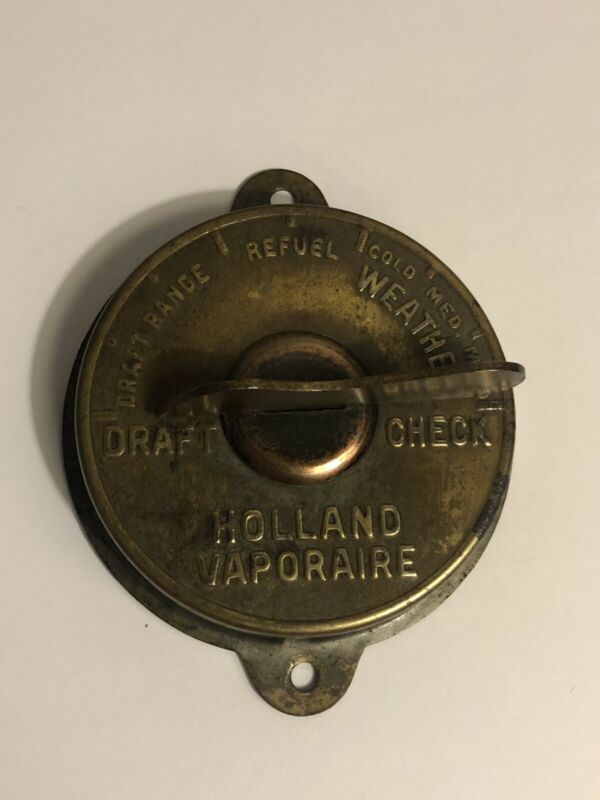 DRAFT RANGE
REFUEL
COLD MED.
WEATHE
DRAFT
CHECK
HOLLAND
VAPORAIRE